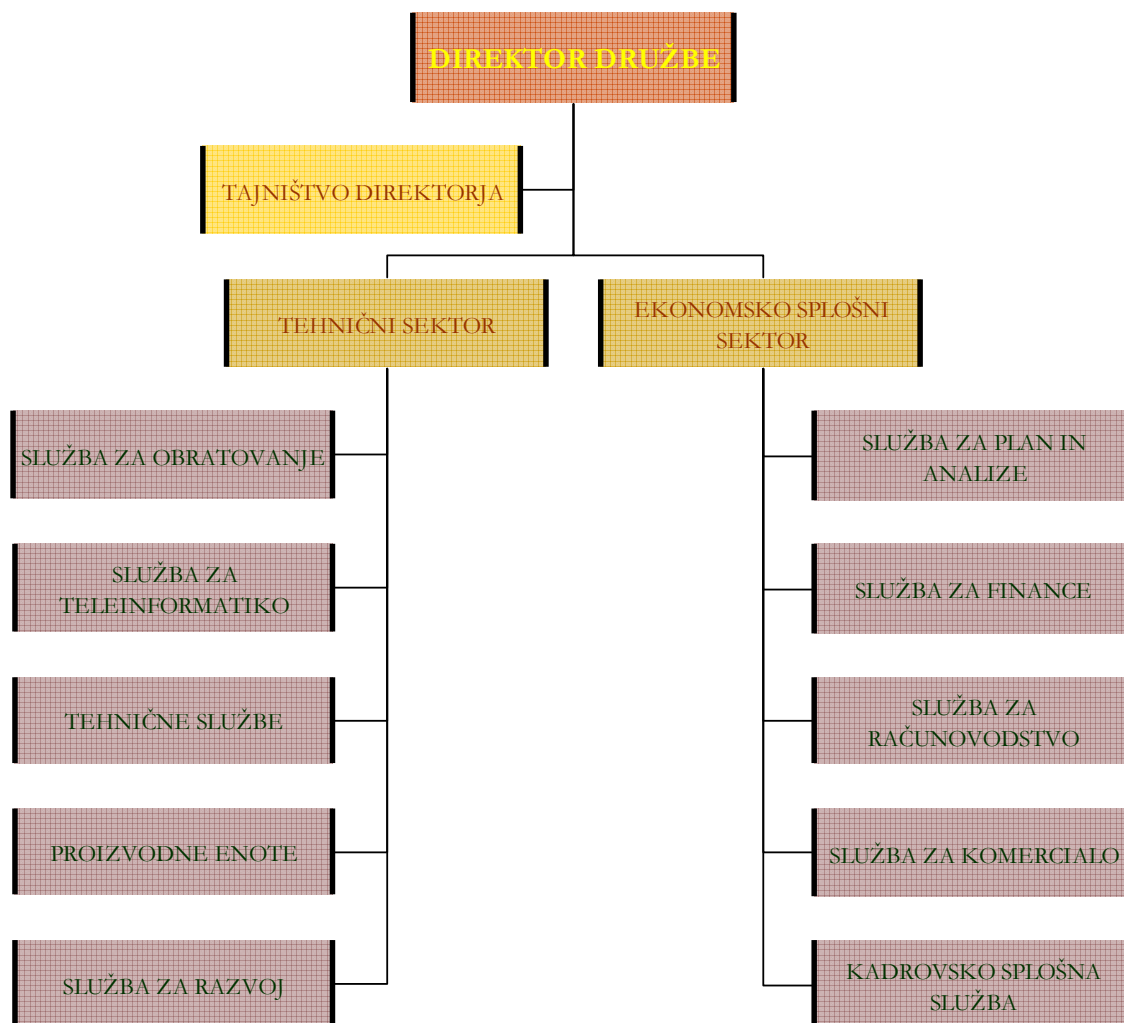 DIREKTOR DRUŽBE
TAJNIŠTVO DIREKTORJA
TEHNIČNI SEKTOR
EKONOMSKO SPLOŠNI
SEKTOR
SLUŽBA ZA OBRATOVANJE
SLUŽBA ZA
TELEINFORMATIKO
TEHNIČNE SLUŽBE
PROIZVODNE ENOTE
SLUŽBA ZA RAZVOJ
SLUŽBA ZA PLAN IN
ANALIZE
SLUŽBA ZA FINANCE
SLUŽBA ZA
RAČUNOVODSTVO
SLUŽBA ZA KOMERCIALO
KADROVSKO SPLOŠNA
SLUŽBA